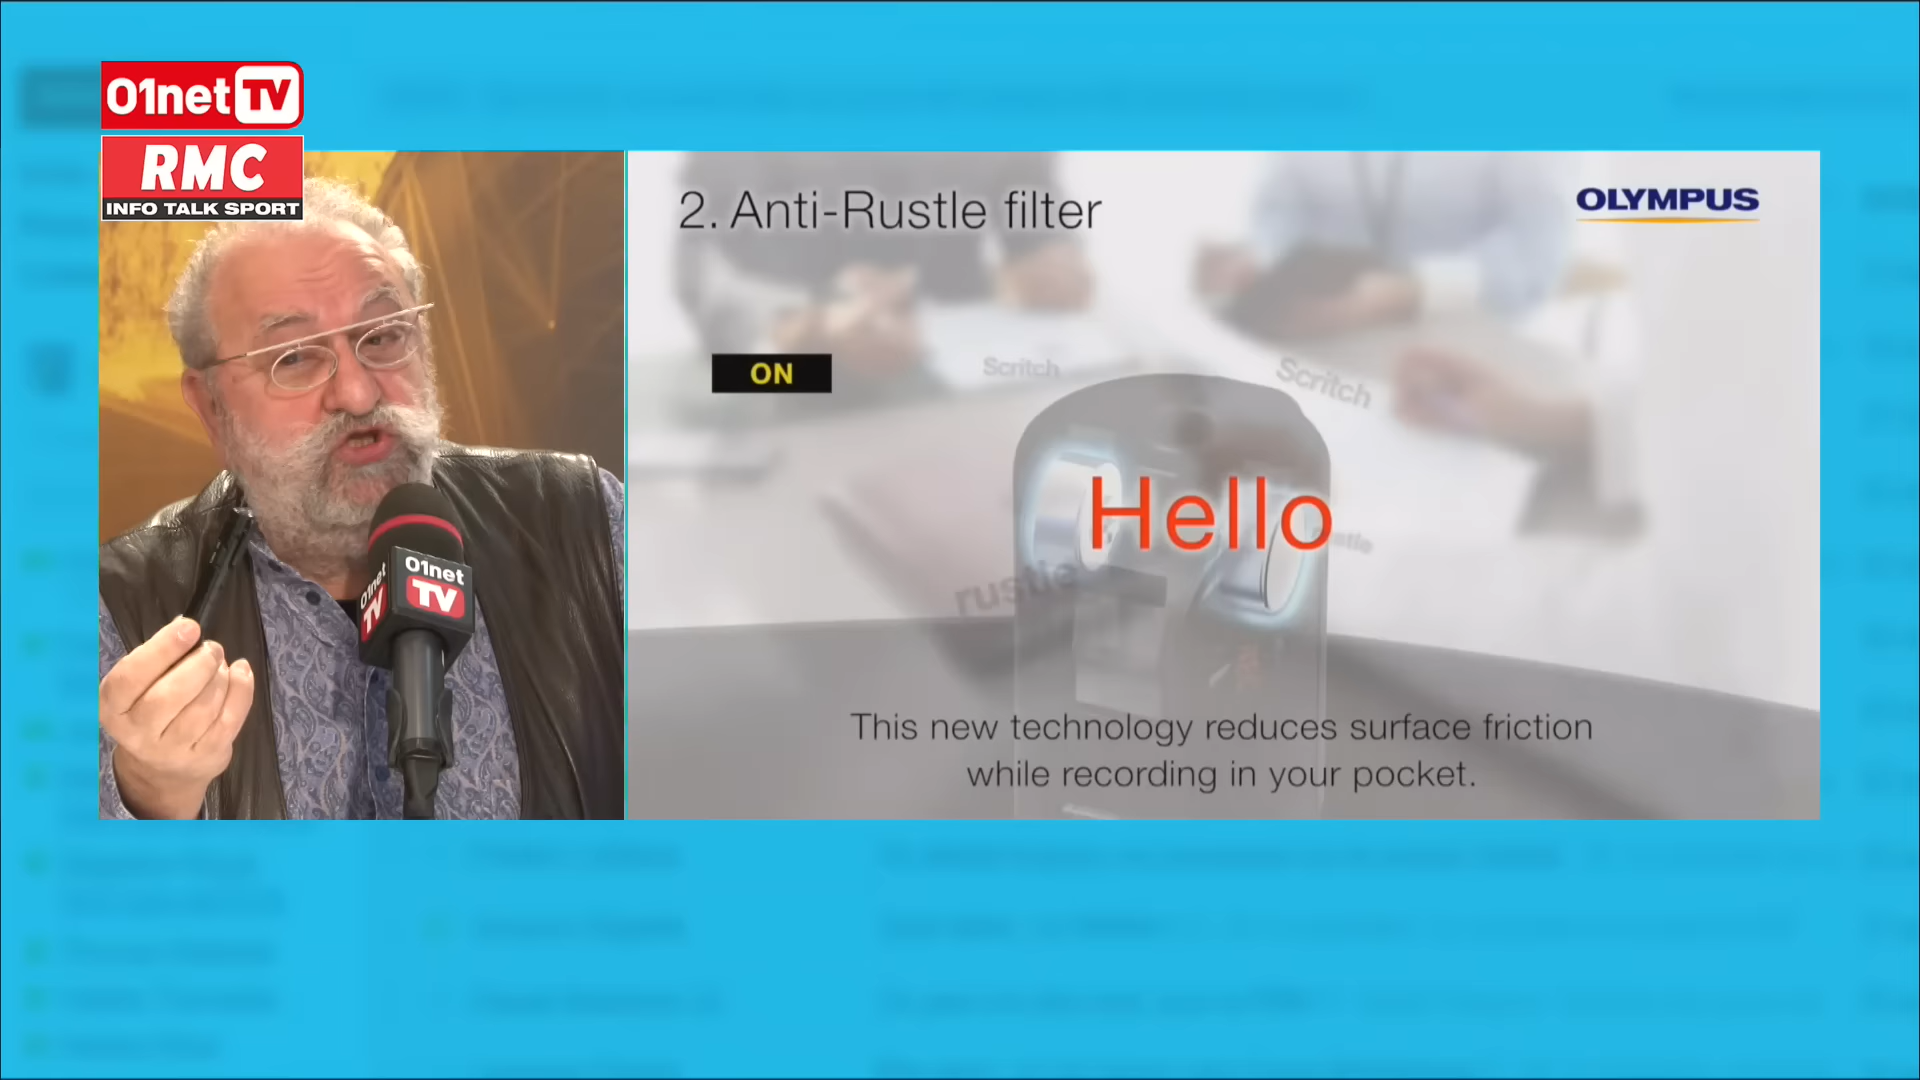 01net TV
RMC
INFO TALK SPORT
2. Anti-Rustle filter
OLYMPUS
ON
Scritch
Scritch
Hello
rustle
01net
TV
01net
TV
This new technology reduces surface friction
while recording in your pocket.